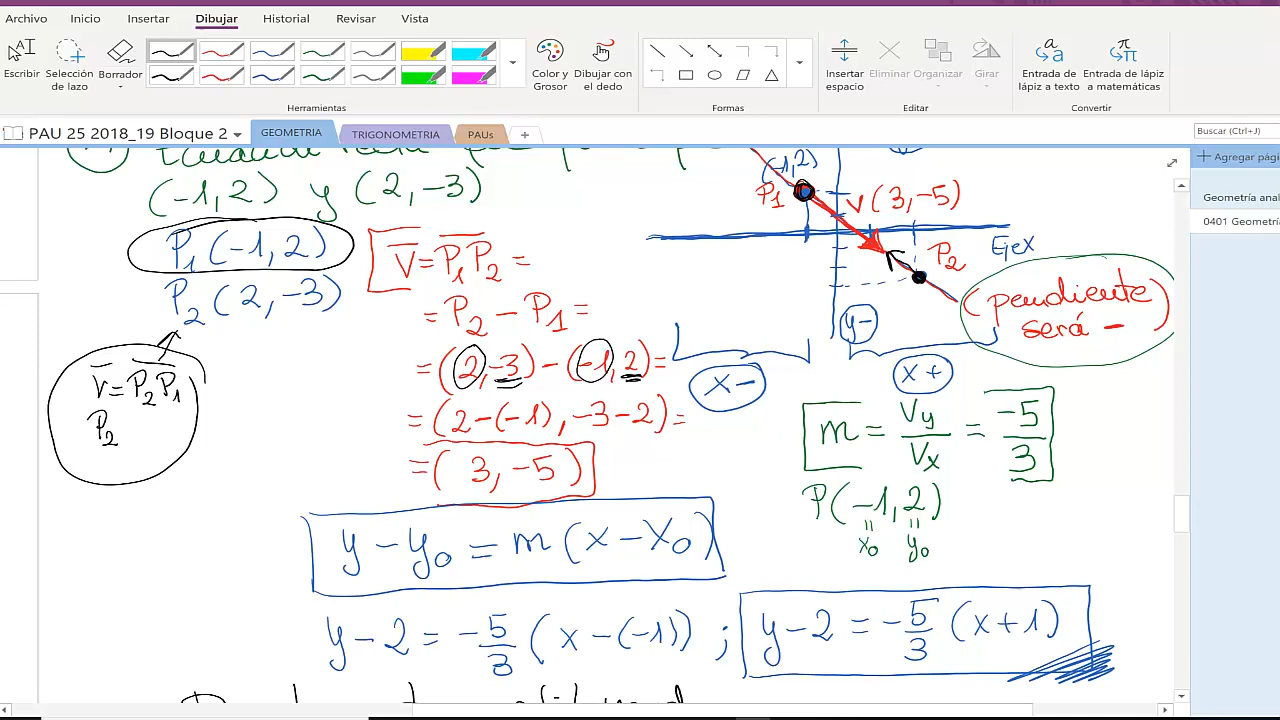 Archivo Inicio Insertar Dibujar Historial Revisar Vista
Escribir
Selección de lazo
Borrador
Color y Grosor
Dibujar con el dedo
Insertar espacio
Eliminar
Organizar
Girar
Entrada de lápiz a texto
Entrada de lápiz a matemáticas
Herramientas
Formas
Editar
Convertir
PAU 25 2018_19 Bloque 2
GEOMETRIA
TRIGONOMETRIA
PAUs
+
Buscar (Ctrl+E)
Agregar pági
Geometría anal
0401 Geometrí
(-1,2) y (2,-3)
P1 (-1,2)
P2 (2,-3)
V = P2P1
P2
V = P1P2 =
= P2 - P1 =
= (2,-3) - (-1,2) =
= (2-(-1), -3-2) =
= (3,-5)
(-1,2)
P1
V (3,-5)
P2
Eje X
y-
x-
x+
(pendiente será -)
m = Vy/Vx = -5/3
P(-1,2)
= =
x0 y0
y - y0 = m (x - x0)
y - 2 = -5/3 (x-(-1)) ; y - 2 = -5/3 (x+1)